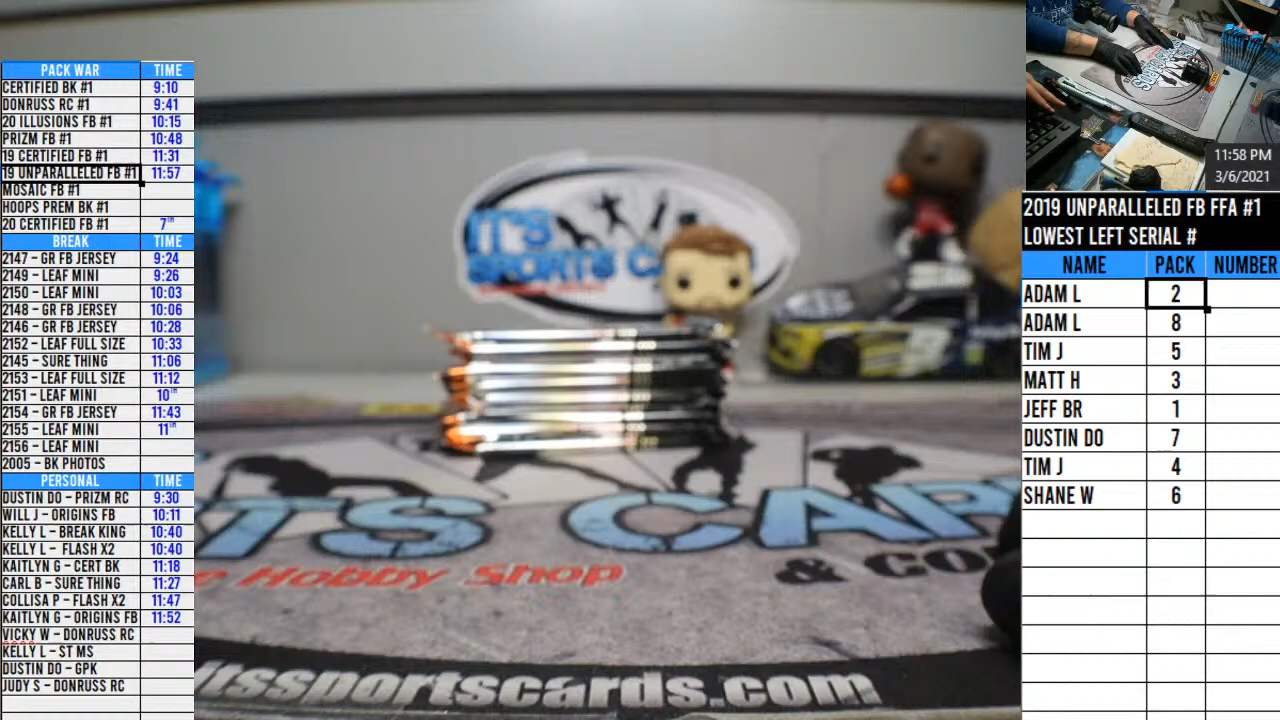 PACK WAR TIME
CERTIFIED BK #1 9:10
DONRUSS RC #1 9:41
20 ILLUSIONS FB #1 10:15
PRIZM FB #1 10:48
19 CERTIFIED FB #1 11:31
19 UNPARALLELED FB #1 11:57
MOSAIC FB #1
HOOPS PREM BK #1
20 CERTIFIED FB #1 7TH
BREAK TIME
2147 - GR FB JERSEY 9:24
2149 - LEAF MINI 9:26
2150 - LEAF MINI 10:03
2148 - GR FB JERSEY 10:06
2146 - GR FB JERSEY 10:28
2152 - LEAF FULL SIZE 10:33
2145 - SURE THING 11:06
2153 - LEAF FULL SIZE 11:12
2151 - LEAF MINI 10TH
2154 - GR FB JERSEY 11:43
2155 - LEAF MINI 11TH
2156 - LEAF MINI
2005 - BK PHOTOS
PERSONAL TIME
DUSTIN DO - PRIZM RC 9:30
WILL J - ORIGINS FB 10:11
KELLY L - BREAK KING 10:40
KELLY L - FLASH X2 10:40
KAITLYN G - CERT BK 11:18
CARL B - SURE THING 11:27
COLLISA P - FLASH X2 11:47
KAITLYN G - ORIGINS FB 11:52
VICKY W - DONRUSS RC
KELLY L - ST MS
DUSTIN DO - GPK
JUDY S - DONRUSS RC
IT'S
SPORTS CA
TS CAR
e Hobby Shop
& CO
itssportscards.com
11:58 PM
3/6/2021
2019 UNPARALLELED FB FFA #1
LOWEST LEFT SERIAL #
NAME PACK NUMBER
ADAM L 2
ADAM L 8
TIM J 5
MATT H 3
JEFF BR 1
DUSTIN DO 7
TIM J 4
SHANE W 6